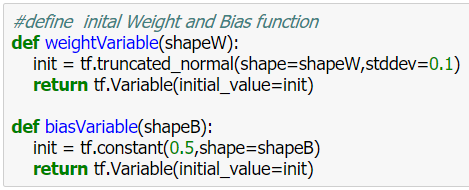 #define  inital Weight and Bias function
def weightVariable(shapeW):
    init = tf.truncated_normal(shape=shapeW,stddev=0.1)
    return tf.Variable(initial_value=init)

def biasVariable(shapeB):
    init = tf.constant(0.5,shape=shapeB)
    return tf.Variable(initial_value=init)